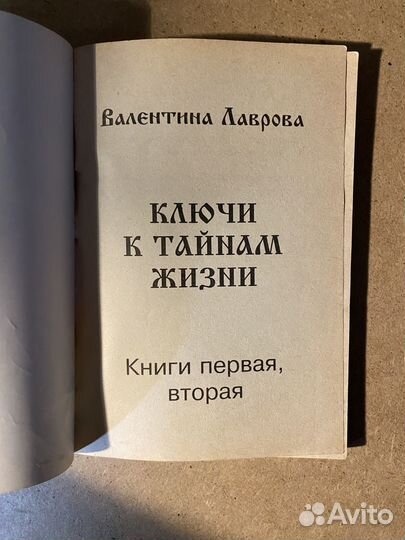 Валентина Лаврова
КЛЮЧИ
К ТАЙНАМ
ЖИЗНИ
Книги первая,
вторая
Avito